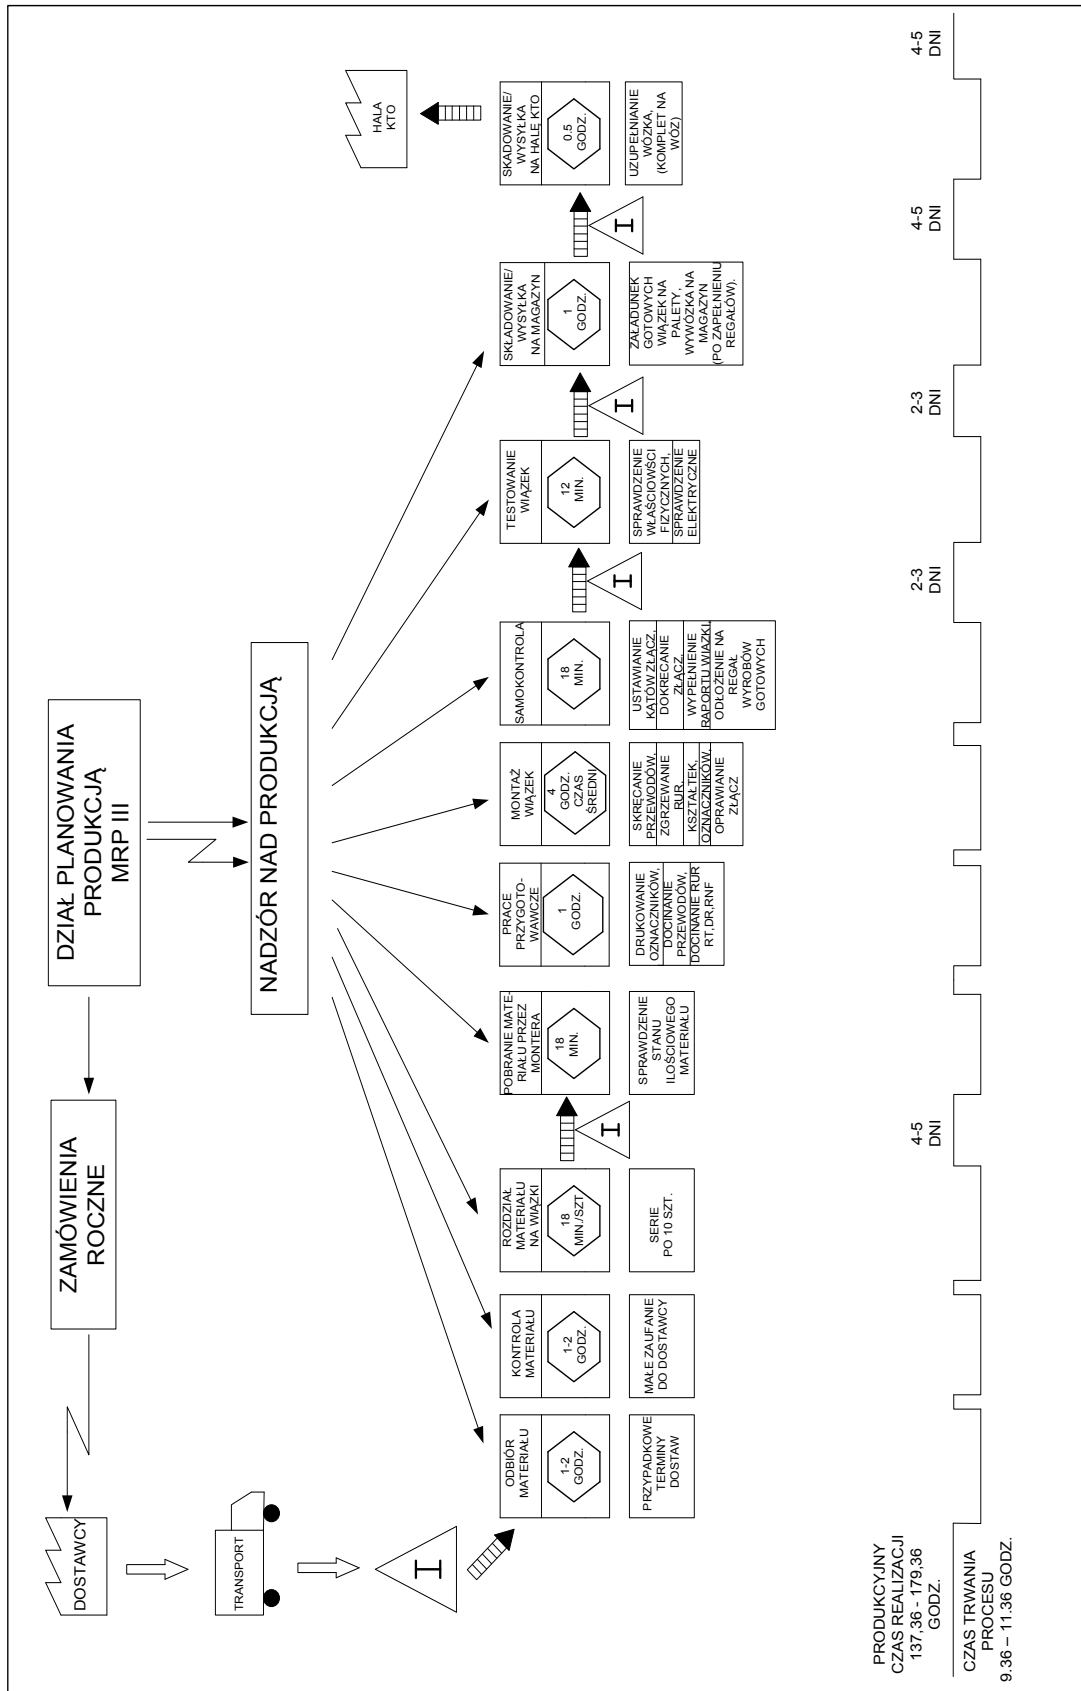 DZIAŁ PLANOWANIA
PRODUKCJĄ
MRP III
ZAMÓWIENIA
ROCZNE
NADZÓR NAD PRODUKCJĄ
DOSTAWCY
TRANSPORT
I
HALA
KTO
ODBIÓR
MATERIAŁU
1-2
GODZ.
PRZYPADKOWE
TERMINY
DOSTAW
KONTROLA
MATERIAŁU
1-2
GODZ.
MAŁE ZAUFANIE
DO DOSTAWCY
ROZDZIAŁ
MATERIAŁU
NA WIĄZKI
18
MIN./SZT
SERIE
PO 10 SZT.
I
POBRANIE MATE-
RIAŁU PRZEZ
MONTERA
18
MIN.
SPRAWDZENIE
STANU
ILOŚCIOWEGO
MATERIAŁU
PRACE
PRZYGOTO-
WAWCZE
1
GODZ.
DRUKOWANIE
OZNACZNIKÓW,
DOCINANIE
PRZEWODÓW,
DOCINANIE RUR
RT,DR,RNF
MONTAŻ
WIĄZEK
4
GODZ.
CZAS
ŚREDNI
SKRĘCANIE
PRZEWODÓW,
ZGRZEWANIE
RUR,
KSZTAŁTEK,
OZNACZNIKÓW,
OPRAWIANIE
ZŁĄCZ
SAMOKONTROLA
18
MIN.
USTAWIANIE
KĄTÓW ZŁĄCZ,
DOKRECANIE
ZŁĄCZ,
WYPEŁNIENIE
RAPORTU WIAZKI,
ODŁOŻENIE NA
REGAŁ
WYROBÓW
GOTOWYCH
I
TESTOWANIE
WIĄZEK
12
MIN.
SPRAWDZENIE
WŁAŚCIOWŚCI
FIZYCZNYCH,
SPRAWDZENIE
ELEKTRYCZNE
I
SKŁADOWANIE/
WYSYŁKA
NA MAGAZYN
1
GODZ.
ZAŁADUNEK
GOTOWYCH
WIĄZEK NA
PALETY,
WYWÓZKA NA
MAGAZYN
(PO ZAPEŁNIENIU
REGAŁÓW).
I
SKADOWANIE/
WYSYŁKA
NA HALĘ KTO
0.5
GODZ.
UZUPEŁNIANIE
WÓZKA,
(KOMPLET NA
WÓZ)
PRODUKCYJNY
CZAS REALIZACJI
137,36 - 179,36
GODZ.
4-5
DNI
2-3
DNI
2-3
DNI
4-5
DNI
4-5
DNI
CZAS TRWANIA
PROCESU
9.36 – 11.36 GODZ.